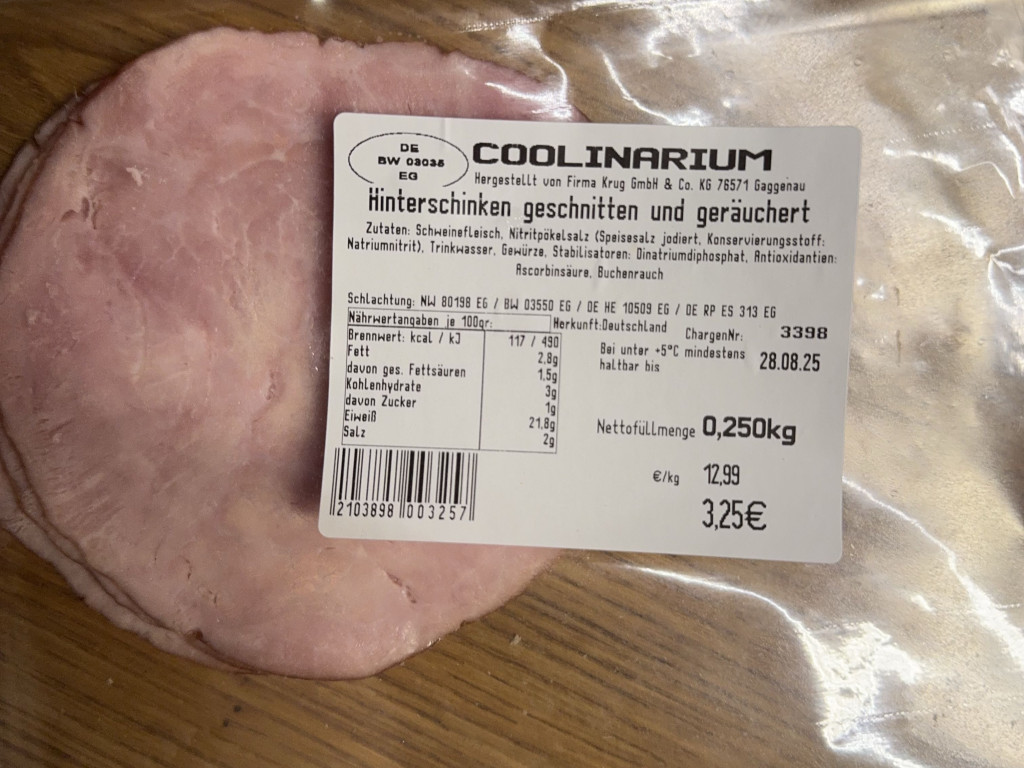 DE
BW 03036
EG
COOLINARIUM
Hergestellt von Firma Krug GmbH & Co. KG 76571 Gaggenau
Hinterschinken geschnitten und geräuchert
Zutaten: Schweinefleisch, Nitritpökelsalz (Speisesalz jodiert, Konservierungsstoff:
Natriumnitrit), Trinkwasser, Gewürze, Stabilisatoren: Dinatriumdiphosphat, Antioxidantien:
Ascorbinsäure, Buchenrauch
Schlachtung: NW 80198 EG / BW 03550 EG / DE HE 10509 EG / DE RP ES 313 EG
Nährwertangaben je 100gr:
Brennwert: kcal / kJ 117 / 490
Fett 2,8g
davon ges. Fettsäuren 1,5g
Kohlenhydrate 3g
davon Zucker 1g
Eiweiß 21,8g
Salz 2g
Herkunft:Deutschland
ChargenNr: 3398
Bei unter +5°C mindestens
haltbar bis 28.08.25
Nettofüllmenge 0,250kg
€/kg 12,99
3,25€
2103898 003257